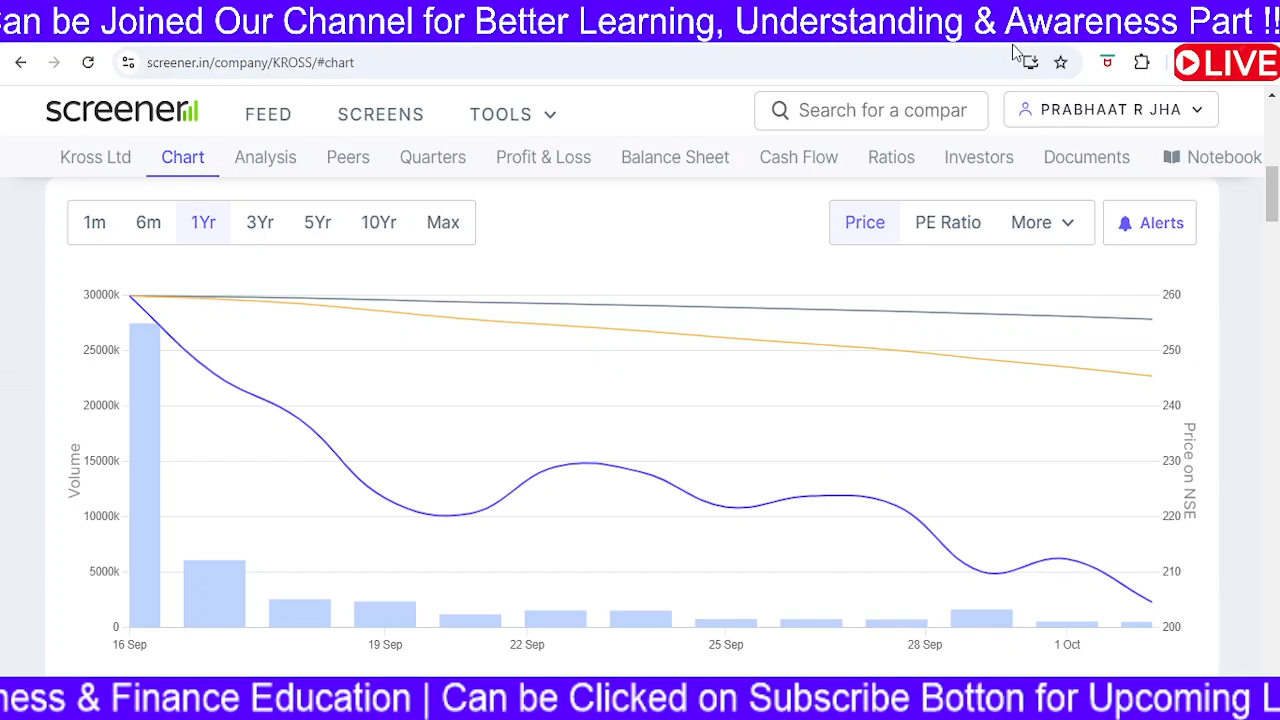 an be Joined Our Channel for Better Learning, Understanding & Awareness Part !!
screener.in/company/KROSS/#chart
LIVE
screener
FEED
SCREENS
TOOLS
Search for a compar
PRABHAAT R JHA
Kross Ltd
Chart
Analysis
Peers
Quarters
Profit & Loss
Balance Sheet
Cash Flow
Ratios
Investors
Documents
Notebook
1m
6m
1Yr
3Yr
5Yr
10Yr
Max
Price
PE Ratio
More
Alerts
30000k
260
25000k
250
20000k
240
15000k
230
10000k
220
5000k
210
0
200
Volume
Price on NSE
16 Sep
19 Sep
22 Sep
25 Sep
28 Sep
1 Oct
ness & Finance Education | Can be Clicked on Subscribe Botton for Upcoming L